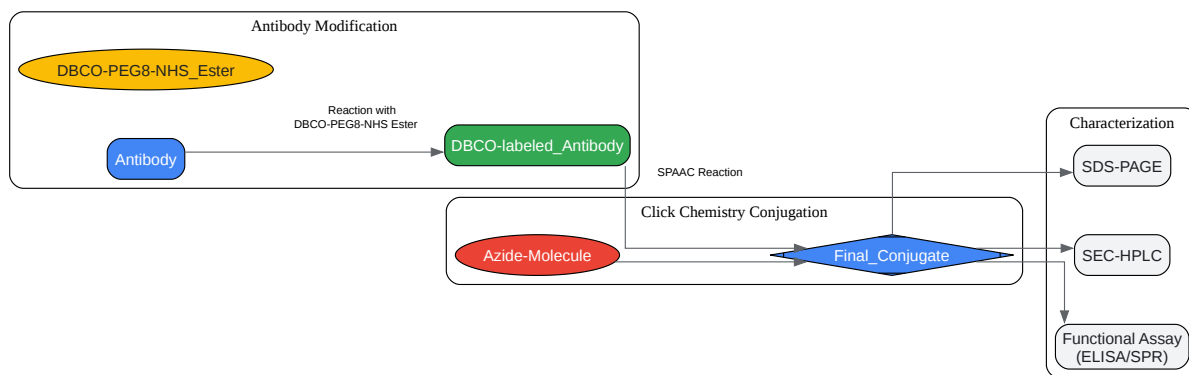 Antibody Modification
DBCO-PEG8-NHS_Ester
Reaction with
DBCO-PEG8-NHS Ester
Antibody
DBCO-labeled_Antibody
SPAAC Reaction
Click Chemistry Conjugation
Azide-Molecule
Final_Conjugate
Characterization
SDS-PAGE
SEC-HPLC
Functional Assay
(ELISA/SPR)